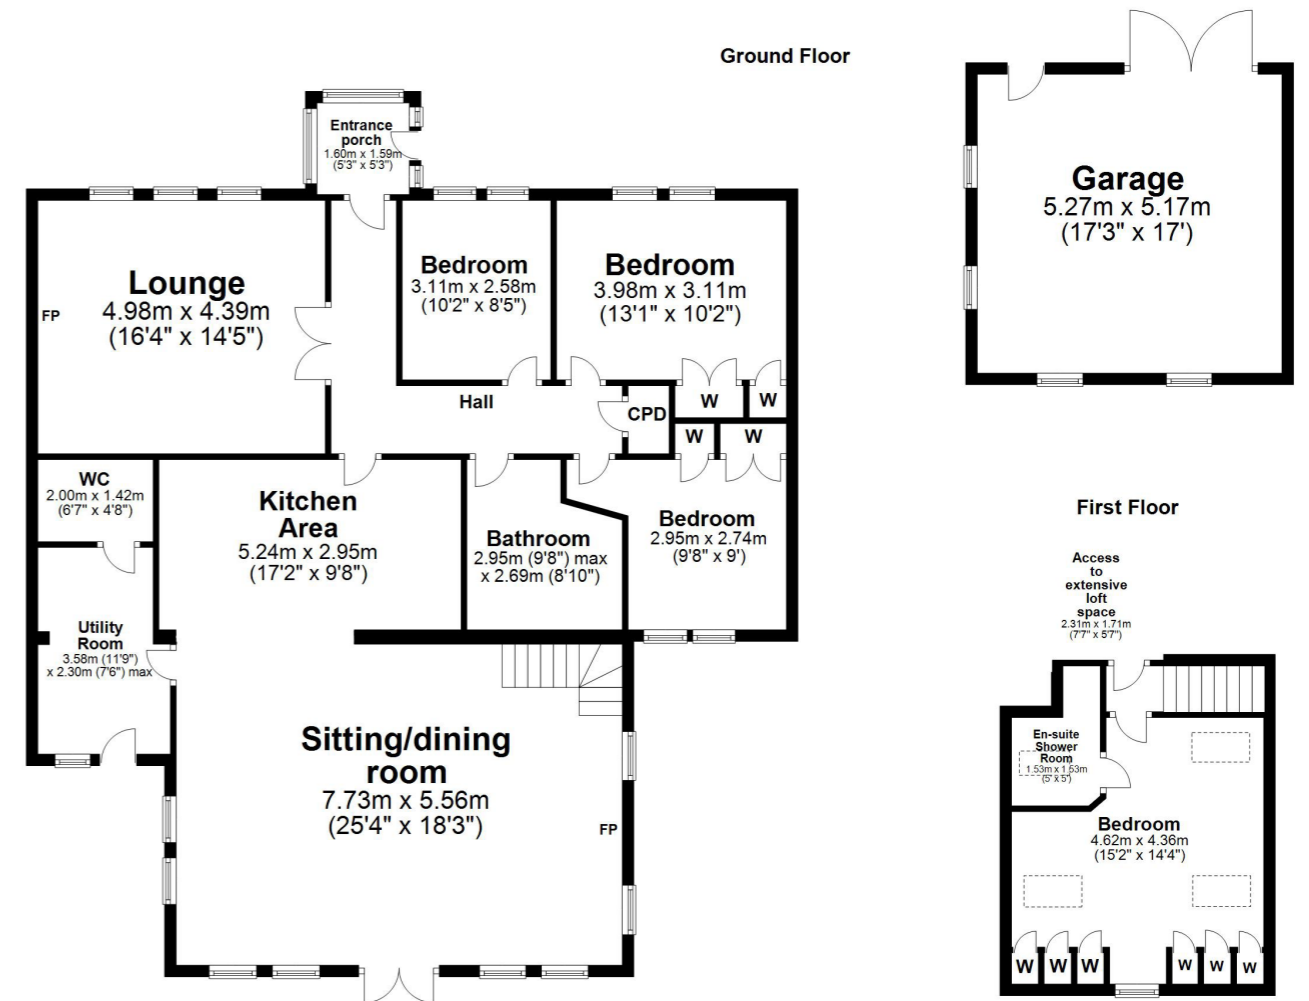 Ground Floor
Entrance
porch
1.60m x 1.59m
(5'3" x 5'3")
Lounge
4.98m x 4.39m
(16'4" x 14'5")
FP
Bedroom
3.11m x 2.58m
(10'2" x 8'5")
Bedroom
3.98m x 3.11m
(13'1" x 10'2")
Garage
5.27m x 5.17m
(17'3" x 17')
Hall
CPD
W
W
W
W
WC
2.00m x 1.42m
(6'7" x 4'8")
Kitchen
Area
5.24m x 2.95m
(17'2" x 9'8")
Bathroom
2.95m (9'8") max
x 2.69m (8'10")
Bedroom
2.95m x 2.74m
(9'8" x 9')
Utility
Room
3.58m (11'9")
x 2.30m (7'6") max
Sitting/dining
room
7.73m x 5.56m
(25'4" x 18'3")
FP
First Floor
Access
to
extensive
loft
space
2.31m x 1.71m
(7'7" x 5'7")
En-suite
Shower
Room
1.53m x 1.53m
(5' x 5')
Bedroom
4.62m x 4.36m
(15'2" x 14'4")
W
W
W
W
W
W